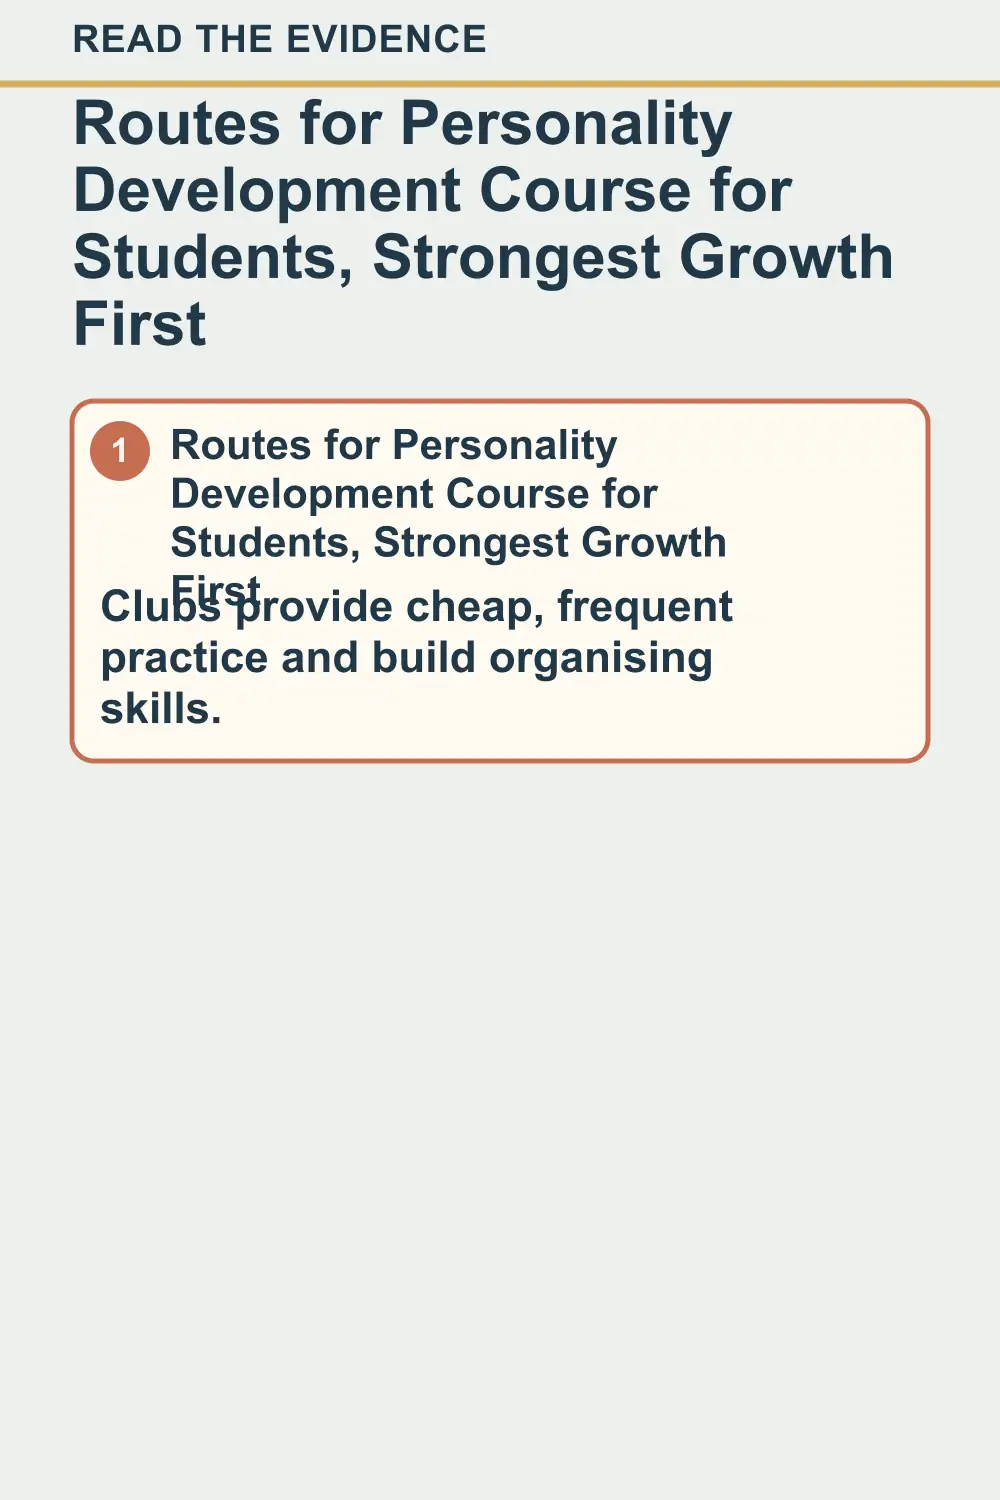 READ THE EVIDENCE
Routes for Personality
Development Course for
Students, Strongest Growth
First
1
Routes for Personality
Development Course for
Students, Strongest Growth
First
Clubs provide cheap, frequent
practice and build organising
skills.